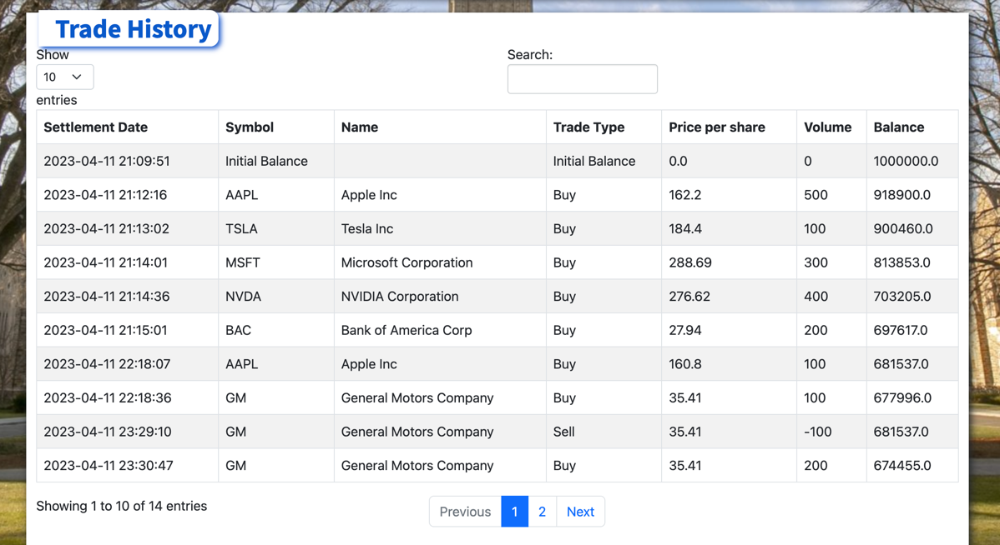 Trade History
Show
10
entries
Search:
Settlement Date Symbol Name Trade Type Price per share Volume Balance
2023-04-11 21:09:51 Initial Balance Initial Balance 0.0 0 1000000.0
2023-04-11 21:12:16 AAPL Apple Inc Buy 162.2 500 918900.0
2023-04-11 21:13:02 TSLA Tesla Inc Buy 184.4 100 900460.0
2023-04-11 21:14:01 MSFT Microsoft Corporation Buy 288.69 300 813853.0
2023-04-11 21:14:36 NVDA NVIDIA Corporation Buy 276.62 400 703205.0
2023-04-11 21:15:01 BAC Bank of America Corp Buy 27.94 200 697617.0
2023-04-11 22:18:07 AAPL Apple Inc Buy 160.8 100 681537.0
2023-04-11 22:18:36 GM General Motors Company Buy 35.41 100 677996.0
2023-04-11 23:29:10 GM General Motors Company Sell 35.41 -100 681537.0
2023-04-11 23:30:47 GM General Motors Company Buy 35.41 200 674455.0
Showing 1 to 10 of 14 entries
Previous 1 2 Next